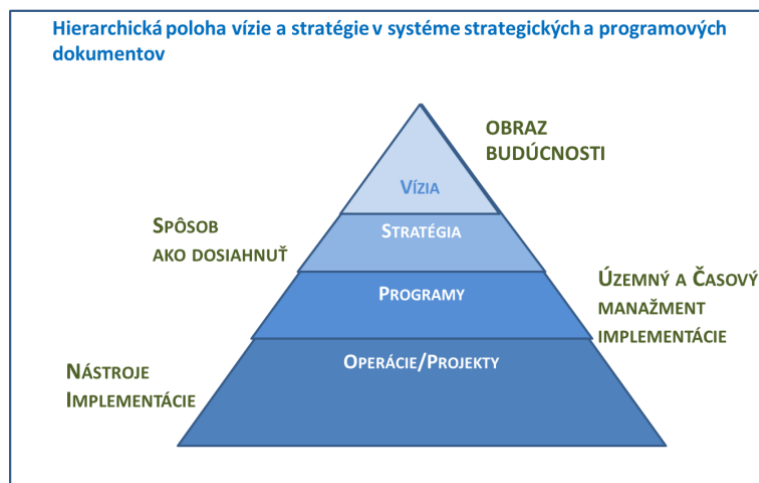 Hierarchická poloha vízie a stratégie v systéme strategických a programových
dokumentov
OBRAZ
BUDÚCNOSTI
VÍZIA
SPÔSOB
AKO DOSIAHNUŤ
STRATÉGIA
PROGRAMY
ÚZEMNÝ A ČASOVÝ
MANAŽMENT
IMPLEMENTÁCIE
OPERÁCIE/PROJEKTY
NÁSTROJE
IMPLEMENTÁCIE